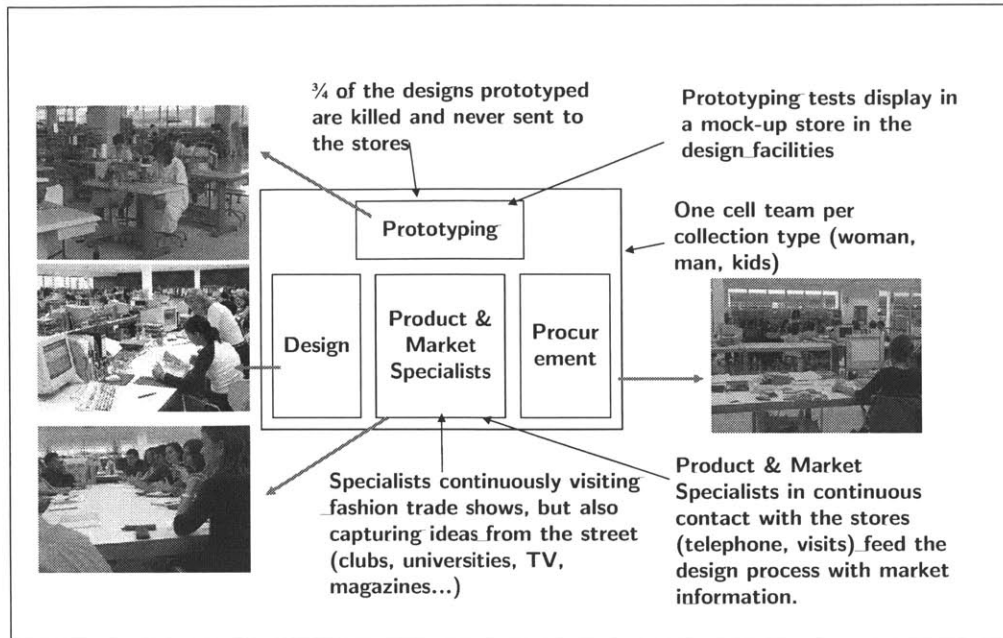 ¾ of the designs prototyped
are killed and never sent to
the stores
Prototyping tests display in
a mock-up store in the
design facilities
One cell team per
collection type (woman,
man, kids)
Prototyping
Design
Product &
Market
Specialists
Procur
ement
Specialists continuously visiting
fashion trade shows, but also
capturing ideas from the street
(clubs, universities, TV,
magazines...)
Product & Market
Specialists in continuous
contact with the stores
(telephone, visits) feed the
design process with market
information.